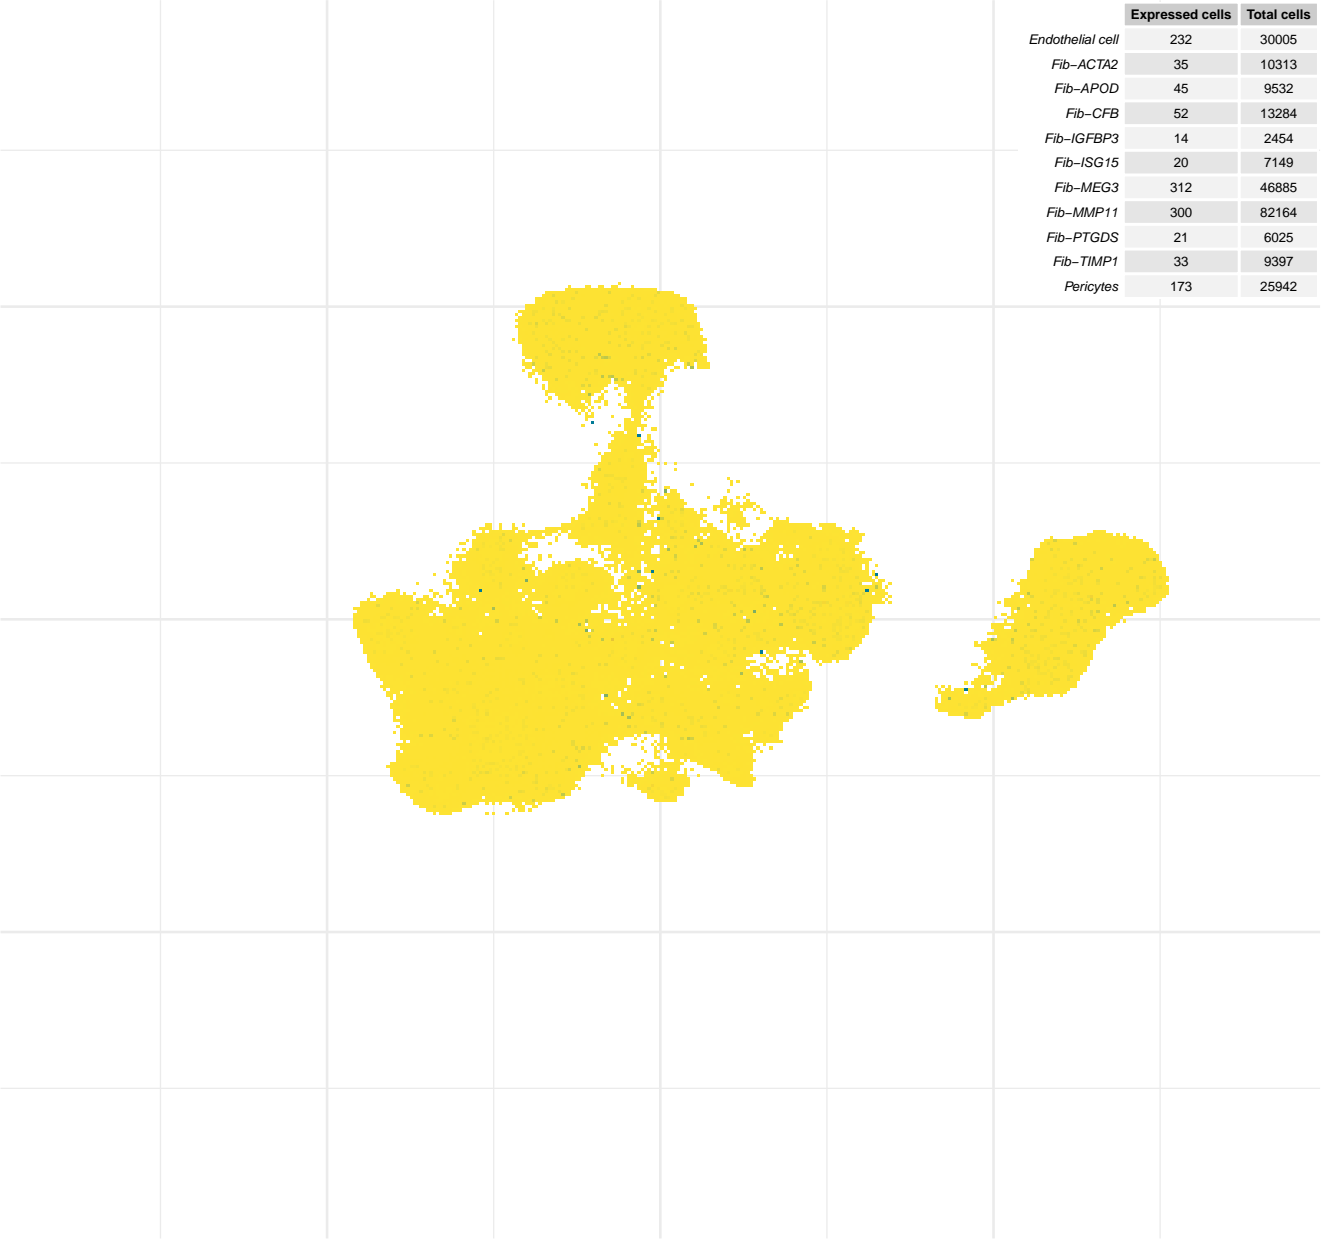 Expressed cells Total cells
Endothelial cell 232 30005
Fib−ACTA2 35 10313
Fib−APOD 45 9532
Fib−CFB 52 13284
Fib−IGFBP3 14 2454
Fib−ISG15 20 7149
Fib−MEG3 312 46885
Fib−MMP11 300 82164
Fib−PTGDS 21 6025
Fib−TIMP1 33 9397
Pericytes 173 25942